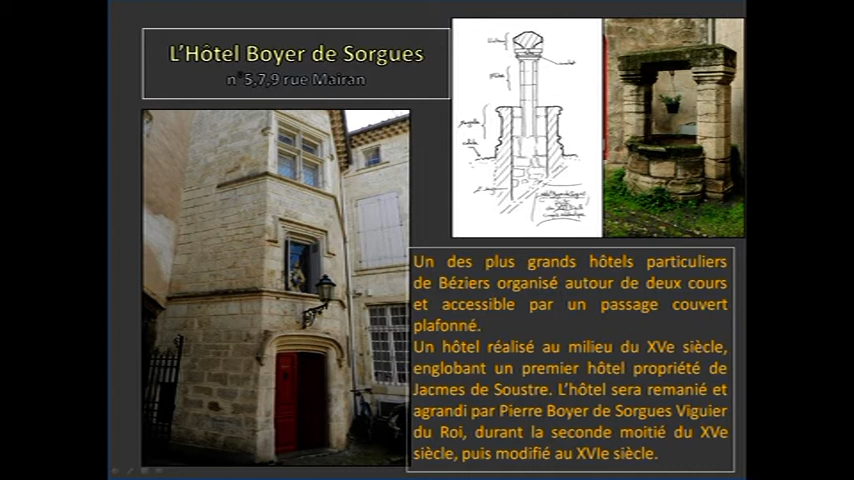 L'Hôtel Boyer de Sorgues
n°5,7,9 rue Mairan
Un des plus grands hôtels particuliers
de Béziers organisé autour de deux cours
et accessible par un passage couvert
plafonné.
Un hôtel réalisé au milieu du XVe siècle,
englobant un premier hôtel propriété de
Jacmes de Soustre. L'hôtel sera remanié et
agrandi par Pierre Boyer de Sorgues Viguier
du Roi, durant la seconde moitié du XVe
siècle, puis modifié au XVIe siècle.